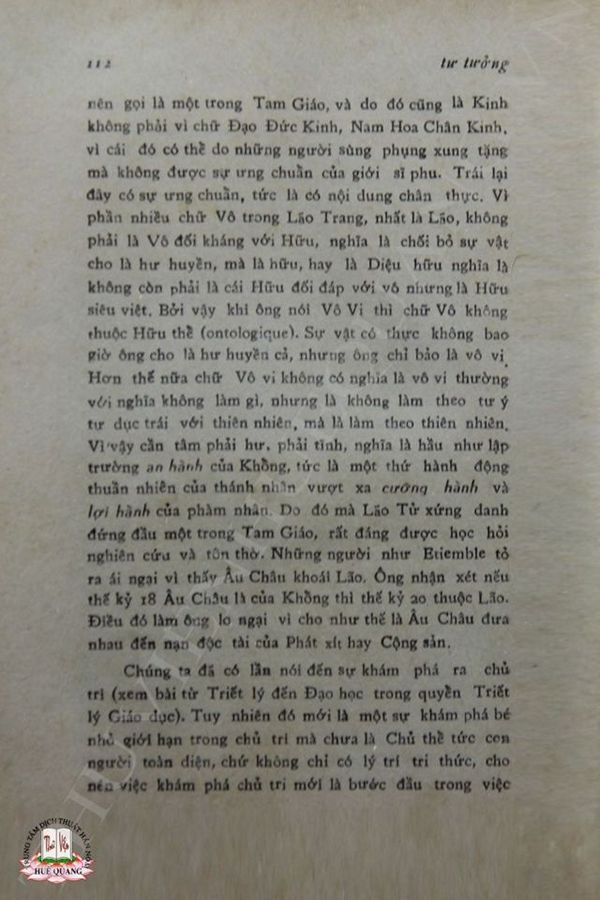 112 tư tưởng
nên gọi là một trong Tam Giáo, và do đó cũng là Kinh
không phải vì chữ Đạo Đức Kinh, Nam Hoa Chân Kinh,
vì cái đó có thể do những người sùng phụng xung tặng
mà không được sự ưng chuẩn của giới sĩ phu. Trái lại
đây có sự ưng chuẩn, tức là có nội dung chân thực. Vì
phần nhiều chữ Vô trong Lão Trang, nhất là Lão, không
phải là Vô đối kháng với Hữu, nghĩa là chối bỏ sự vật
cho là hư huyền, mà là hữu, hay là Diệu hữu nghĩa là
không còn phải là cái Hữu đối đáp với vô nhưng là Hữu
siêu việt. Bởi vậy khi ông nói Vô Vi thì chữ Vô không
thuộc Hữu thể (ontologique). Sự vật có thực không bao
giờ ông cho là hư huyền cả, nhưng ông chỉ bảo là vô vị
Hơn thế nữa chữ Vô vi không có nghĩa là vô vi thường
với nghĩa không làm gì, nhưng là không làm theo tư ý
tư dục trái với thiên nhiên, mà là làm theo thiên nhiên.
Vì vậy cần tâm phải hư, phải tĩnh, nghĩa là hầu như lập
trường an hành của Khổng, tức là một thứ hành động
thuần nhiên của thánh nhân vượt xa cưỡng hành và
lợi hành của phàm nhân. Do đó mà Lão Tử xứng danh
đứng đầu một trong Tam Giáo, rất đáng được học hỏi
nghiên cứu và tôn thờ. Những người như Etiemble tỏ
ra ái ngại vì thấy Âu Châu khoái Lão. Ông nhận xét nếu
thế kỷ 18 Âu Châu là của Khổng thì thế kỷ 20 thuộc Lão.
Điều đó làm ông lo ngại vì cho như thế là Âu Châu đưa
nhau đến nạn độc tài của Phát xít hay Cộng sản.
Chúng ta đã có lần nói đến sự khám phá ra chủ
tri (xem bài từ Triết lý đến Đạo học trong quyển Triết
lý Giáo dục). Tuy nhiên đó mới là một sự khám phá bé
nhỏ giới hạn trong chủ tri mà chưa là Chủ thể tức con
người toàn diện, chứ không chỉ có lý trí tri thức, cho
nên việc khám phá chủ tri mới là bước đầu trong việc
TRUNG TÂM DỊCH THUẬT HÁN NÔM
HUỆ QUANG